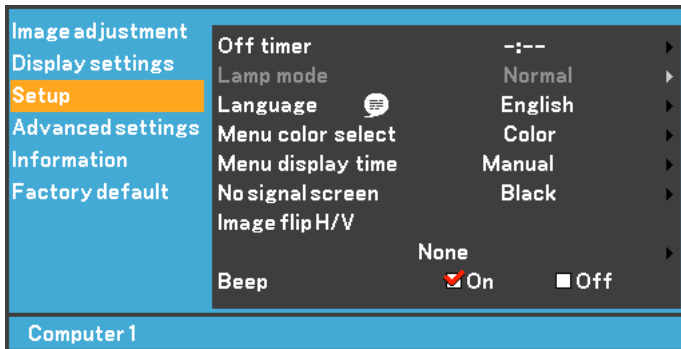 Image adjustment
Display settings
Setup
Advanced settings
Information
Factory default
Off timer -:--
Lamp mode Normal
Language English
Menu color select Color
Menu display time Manual
No signal screen Black
Image flip H/V
None
Beep On Off
Computer 1